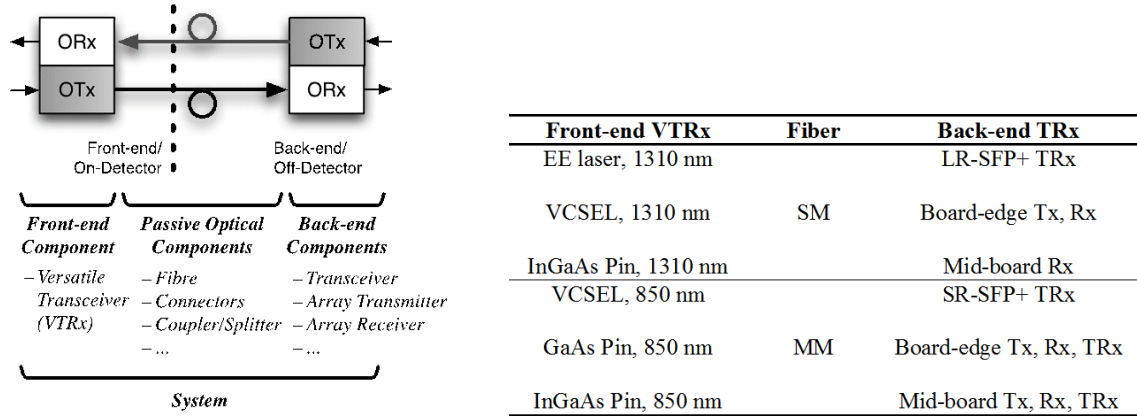 ORx
OTx
OTx
ORx
Front-end/
On-Detector
Back-end/
Off-Detector
Front-end
Component
Passive Optical
Components
Back-end
Components
– Versatile
Transceiver
(VTRx)
– Fibre
– Connectors
– Coupler/Splitter
– ...
– Transceiver
– Array Transmitter
– Array Receiver
– ...
System
Front-end VTRx Fiber Back-end TRx
EE laser, 1310 nm LR-SFP+ TRx
VCSEL, 1310 nm SM Board-edge Tx, Rx
InGaAs Pin, 1310 nm Mid-board Rx
VCSEL, 850 nm SR-SFP+ TRx
GaAs Pin, 850 nm MM Board-edge Tx, Rx, TRx
InGaAs Pin, 850 nm Mid-board Tx, Rx, TRx